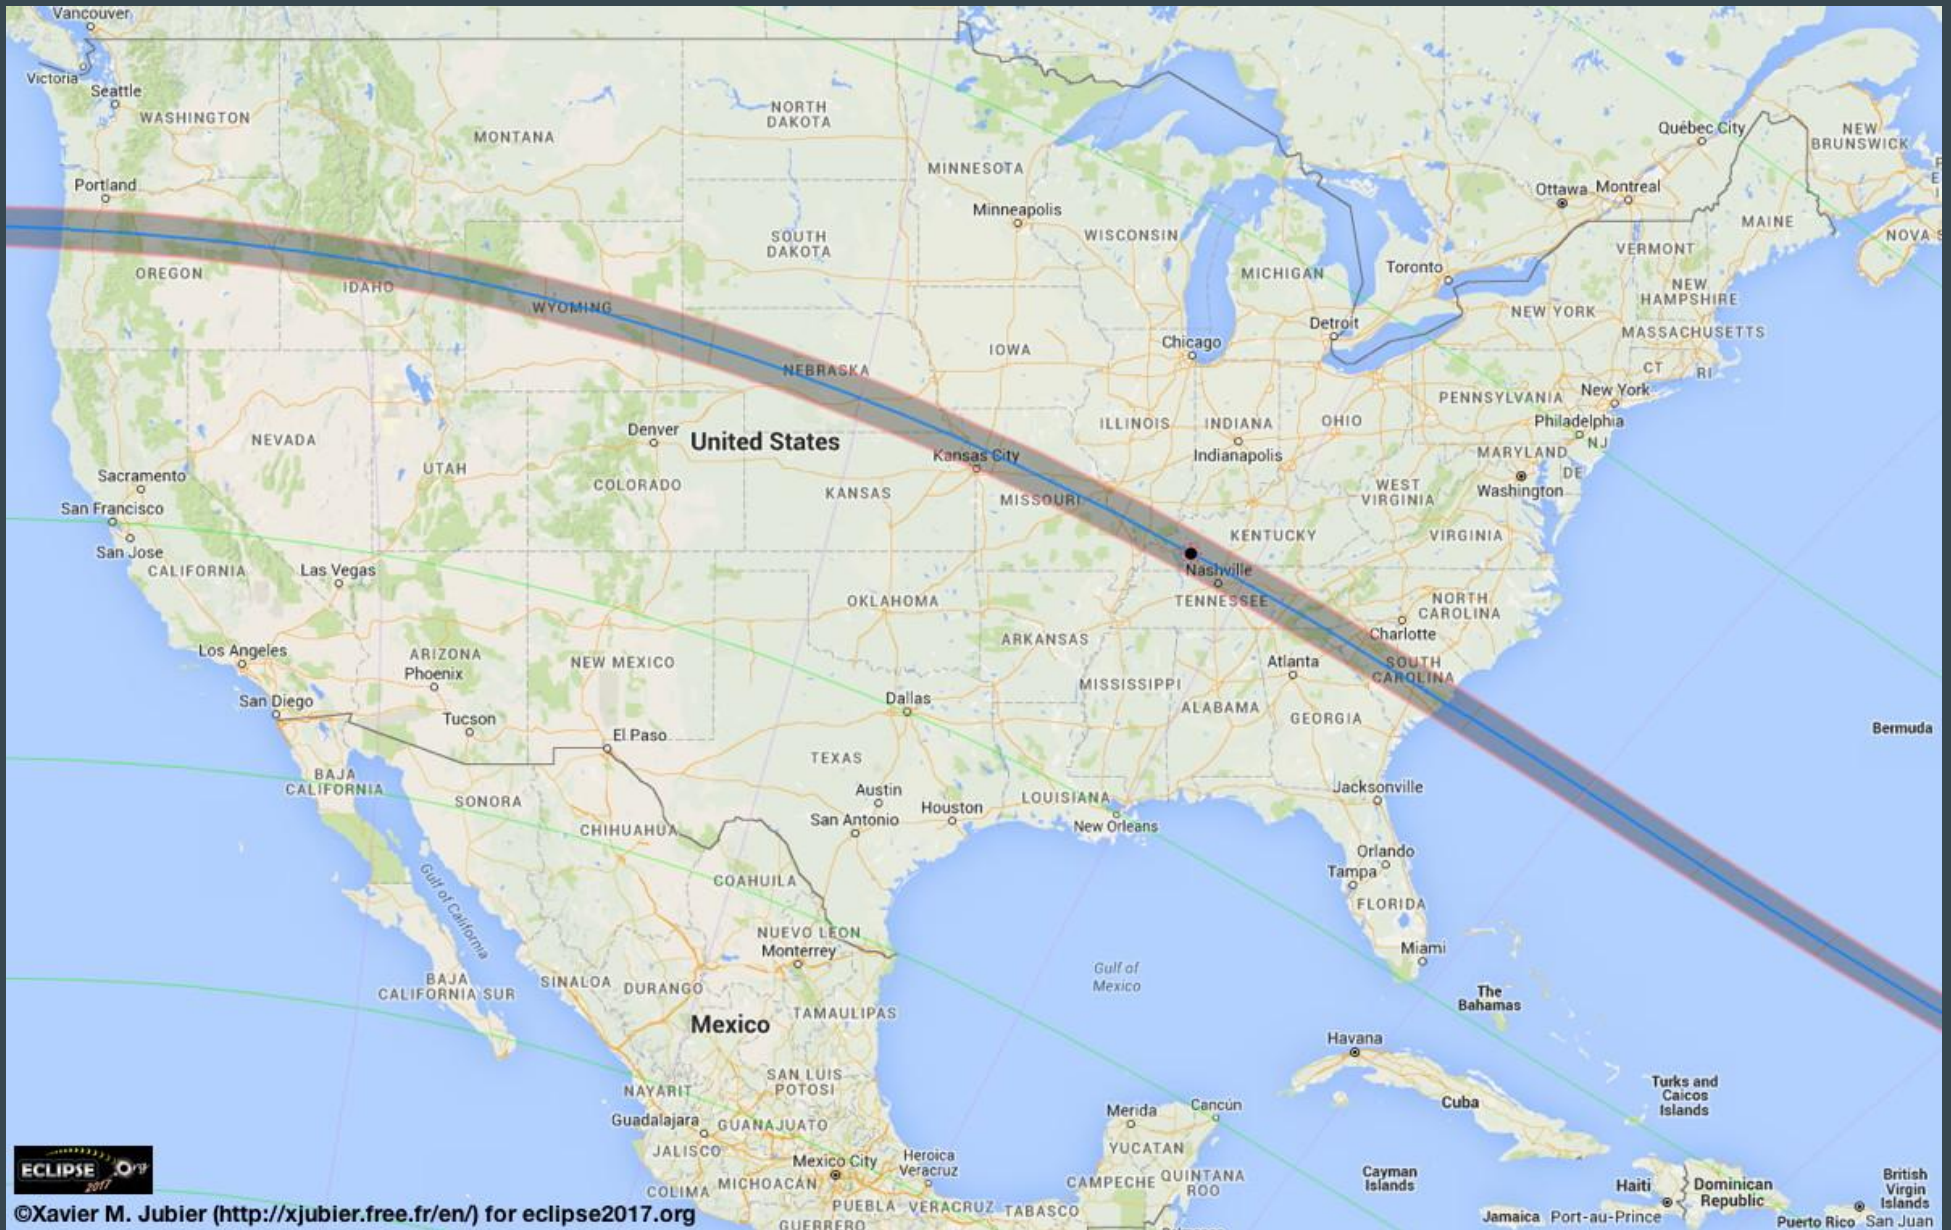 Vancouver
Victoria
Seattle
WASHINGTON
MONTANA
NORTH
DAKOTA
MINNESOTA
Québec City
NEW
BRUNSWICK
Portland
Minneapolis
Ottawa
Montreal
MAINE
OREGON
IDAHO
WYOMING
SOUTH
DAKOTA
WISCONSIN
MICHIGAN
Toronto
VERMONT
NOVA S
NEW
HAMPSHIRE
NEW YORK
MASSACHUSETTS
Detroit
Chicago
IOWA
NEBRASKA
CT
RI
New York
PENNSYLVANIA
Philadelphia
NJ
NEVADA
Denver
United States
ILLINOIS
INDIANA
OHIO
Indianapolis
MARYLAND
DE
Washington
Sacramento
UTAH
COLORADO
KANSAS
Kansas City
MISSOURI
WEST
VIRGINIA
San Francisco
San Jose
CALIFORNIA
Las Vegas
KENTUCKY
VIRGINIA
Nashville
TENNESSEE
OKLAHOMA
ARKANSAS
NORTH
CAROLINA
Charlotte
Los Angeles
ARIZONA
Phoenix
NEW MEXICO
Atlanta
SOUTH
CAROLINA
San Diego
Tucson
El Paso
Dallas
MISSISSIPPI
ALABAMA
GEORGIA
Bermuda
TEXAS
BAJA
CALIFORNIA
SONORA
CHIHUAHUA
Austin
San Antonio
Houston
LOUISIANA
New Orleans
Jacksonville
Orlando
Tampa
FLORIDA
Gulf of California
COAHUILA
NUEVO LEON
Monterrey
Miami
BAJA
CALIFORNIA SUR
SINALOA
DURANGO
Gulf of
Mexico
The
Bahamas
Mexico
TAMAULIPAS
Havana
NAYARIT
SAN LUIS
POTOSI
Turks and
Caicos
Islands
Cuba
Guadalajara
GUANAJUATO
Merida
Cancún
JALISCO
YUCATAN
Mexico City
Heroica
Veracruz
COLIMA
MICHOACÁN
CAMPECHE
QUINTANA
ROO
Cayman
Islands
Haiti
Dominican
Republic
British
Virgin
Islands
PUEBLA
VERACRUZ
TABASCO
GUERRERO
Jamaica
Port-au-Prince
Puerto Rico
San Juan
ECLIPSE Org
2017
©Xavier M. Jubier (http://xjubier.free.fr/en/) for eclipse2017.org